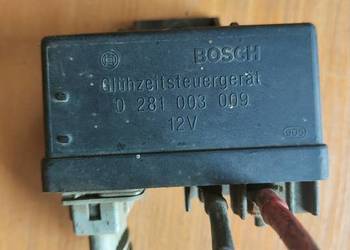 BOSCH
Glühzeitsteuergerät
0 281 003 009
12V